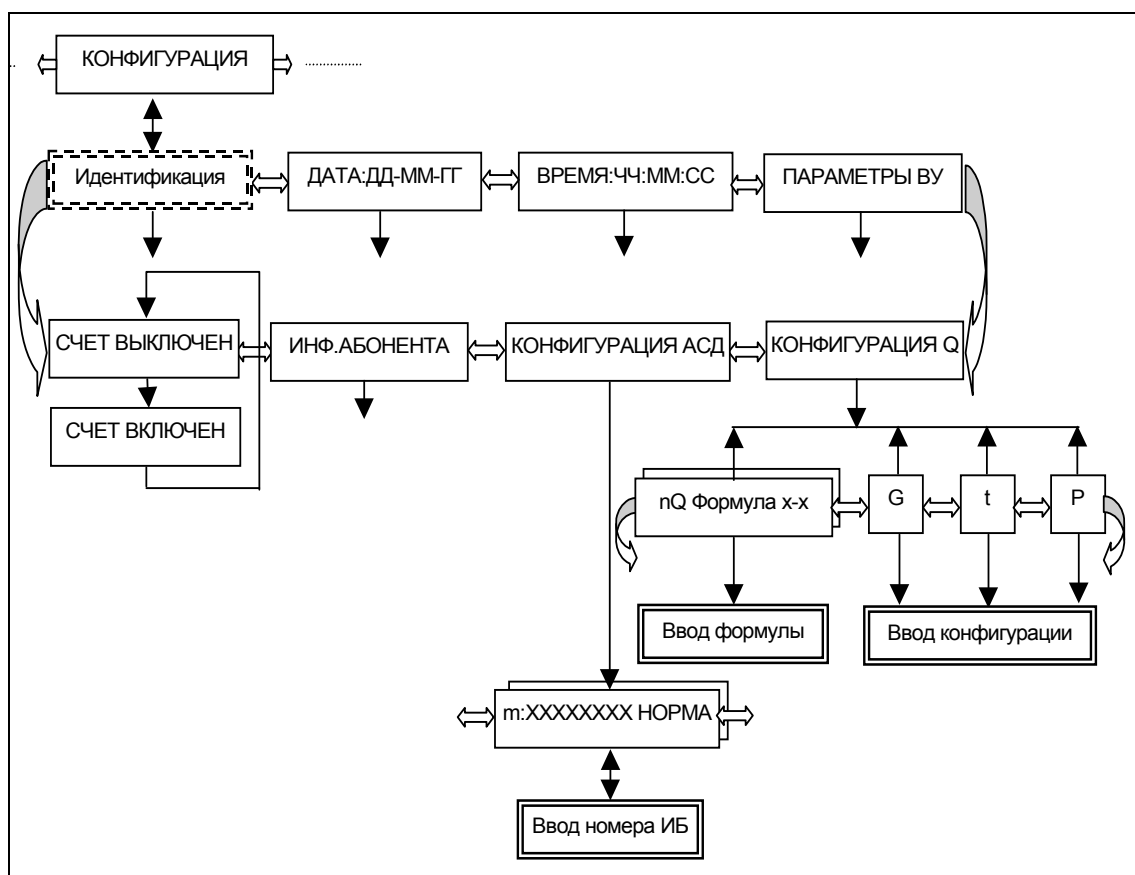 КОНФИГУРАЦИЯ
Идентификация
ДАТА:ДД-ММ-ГГ
ВРЕМЯ:ЧЧ:ММ:СС
ПАРАМЕТРЫ ВУ
СЧЕТ ВЫКЛЮЧЕН
ИНФ.АБОНЕНТА
КОНФИГУРАЦИЯ АСД
КОНФИГУРАЦИЯ Q
СЧЕТ ВКЛЮЧЕН
nQ Формула x-x
G
t
P
Ввод формулы
Ввод конфигурации
m:XXXXXXXX НОРМА
Ввод номера ИБ